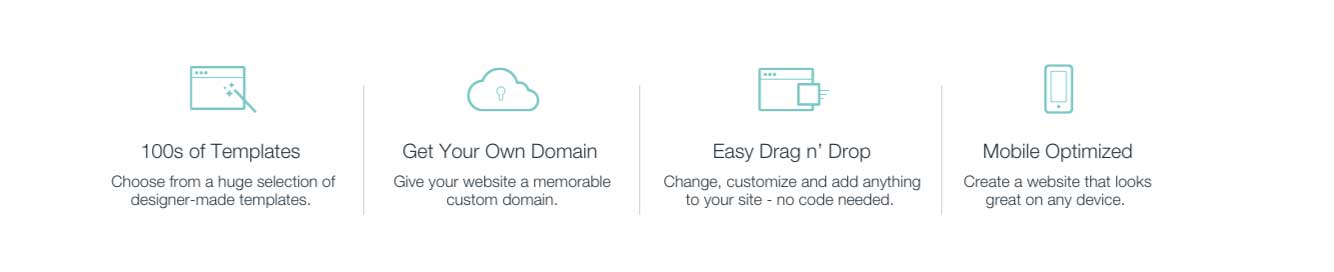 100s of Templates
Choose from a huge selection of
designer-made templates.
Get Your Own Domain
Give your website a memorable
custom domain.
Easy Drag n’ Drop
Change, customize and add anything
to your site - no code needed.
Mobile Optimized
Create a website that looks
great on any device.